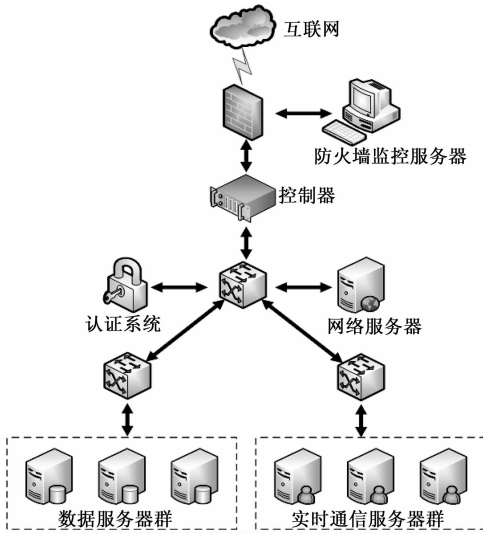 互联网
防火墙监控服务器
控制器
认证系统
网络服务器
数据服务器群
实时通信服务器群